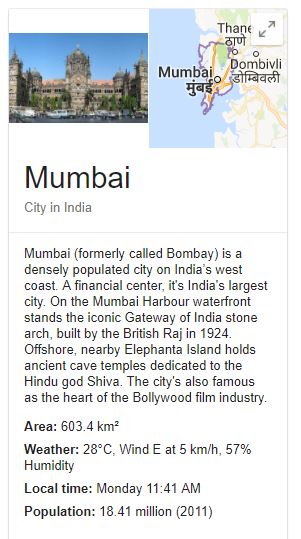 Thane
ठाणे
Mumbai
मुंबई
Dombivli
डोम्बिवली
Mumbai
City in India
Mumbai (formerly called Bombay) is a
densely populated city on India's west
coast. A financial center, it's India's largest
city. On the Mumbai Harbour waterfront
stands the iconic Gateway of India stone
arch, built by the British Raj in 1924.
Offshore, nearby Elephanta Island holds
ancient cave temples dedicated to the
Hindu god Shiva. The city's also famous
as the heart of the Bollywood film industry.
Area: 603.4 km²
Weather: 28°C, Wind E at 5 km/h, 57%
Humidity
Local time: Monday 11:41 AM
Population: 18.41 million (2011)